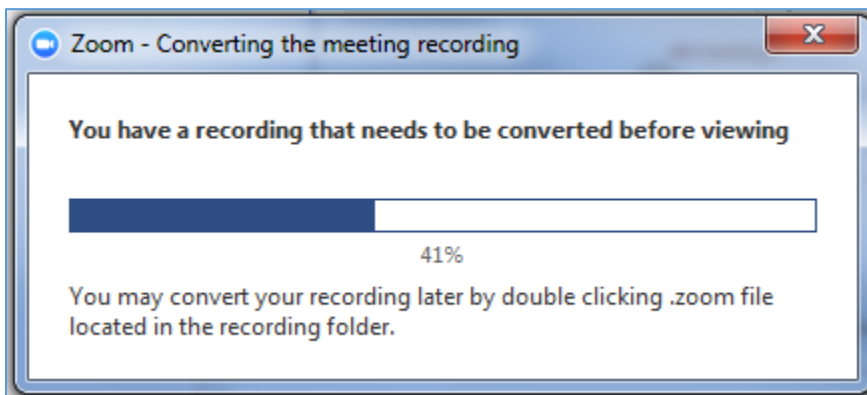 Zoom - Converting the meeting recording
You have a recording that needs to be converted before viewing
41%
You may convert your recording later by double clicking .zoom file
located in the recording folder.